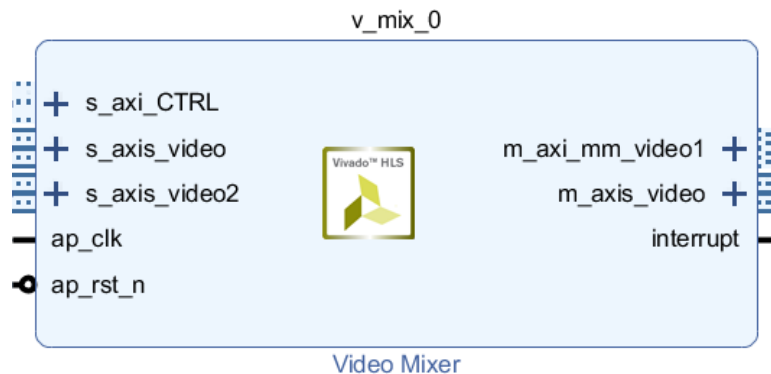 v_mix_0
s_axi_CTRL
s_axis_video
s_axis_video2
ap_clk
ap_rst_n
Vivado™ HLS
m_axi_mm_video1
m_axis_video
interrupt
Video Mixer